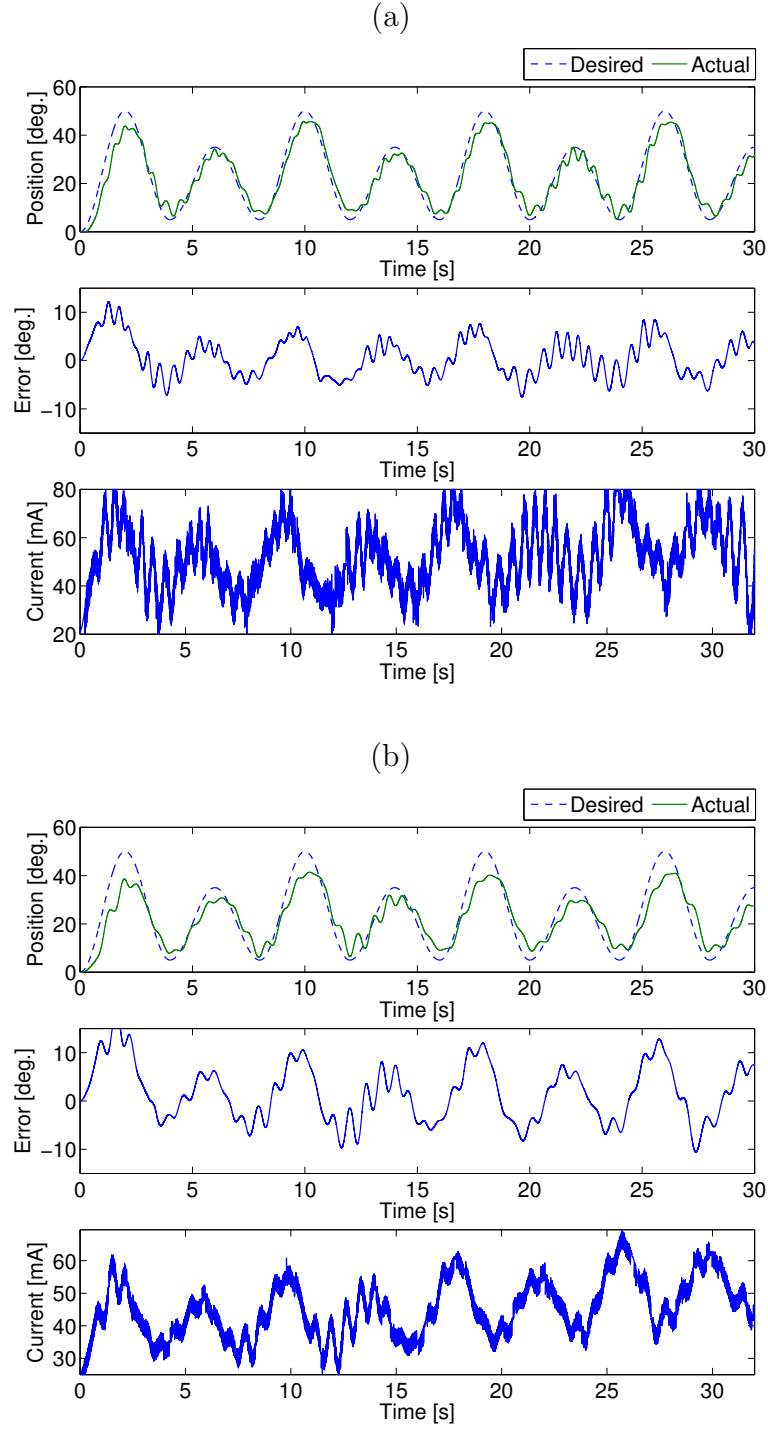 (a)
Desired Actual
Position [deg.]
60
40
20
0
0 5 10 15 20 25 30
Time [s]
Error [deg.]
10
0
−10
0 5 10 15 20 25 30
Time [s]
Current [mA]
80
60
40
20
0 5 10 15 20 25 30
Time [s]
(b)
Desired Actual
Position [deg.]
60
40
20
0
0 5 10 15 20 25 30
Time [s]
Error [deg.]
10
0
−10
0 5 10 15 20 25 30
Time [s]
Current [mA]
60
50
40
30
0 5 10 15 20 25 30
Time [s]